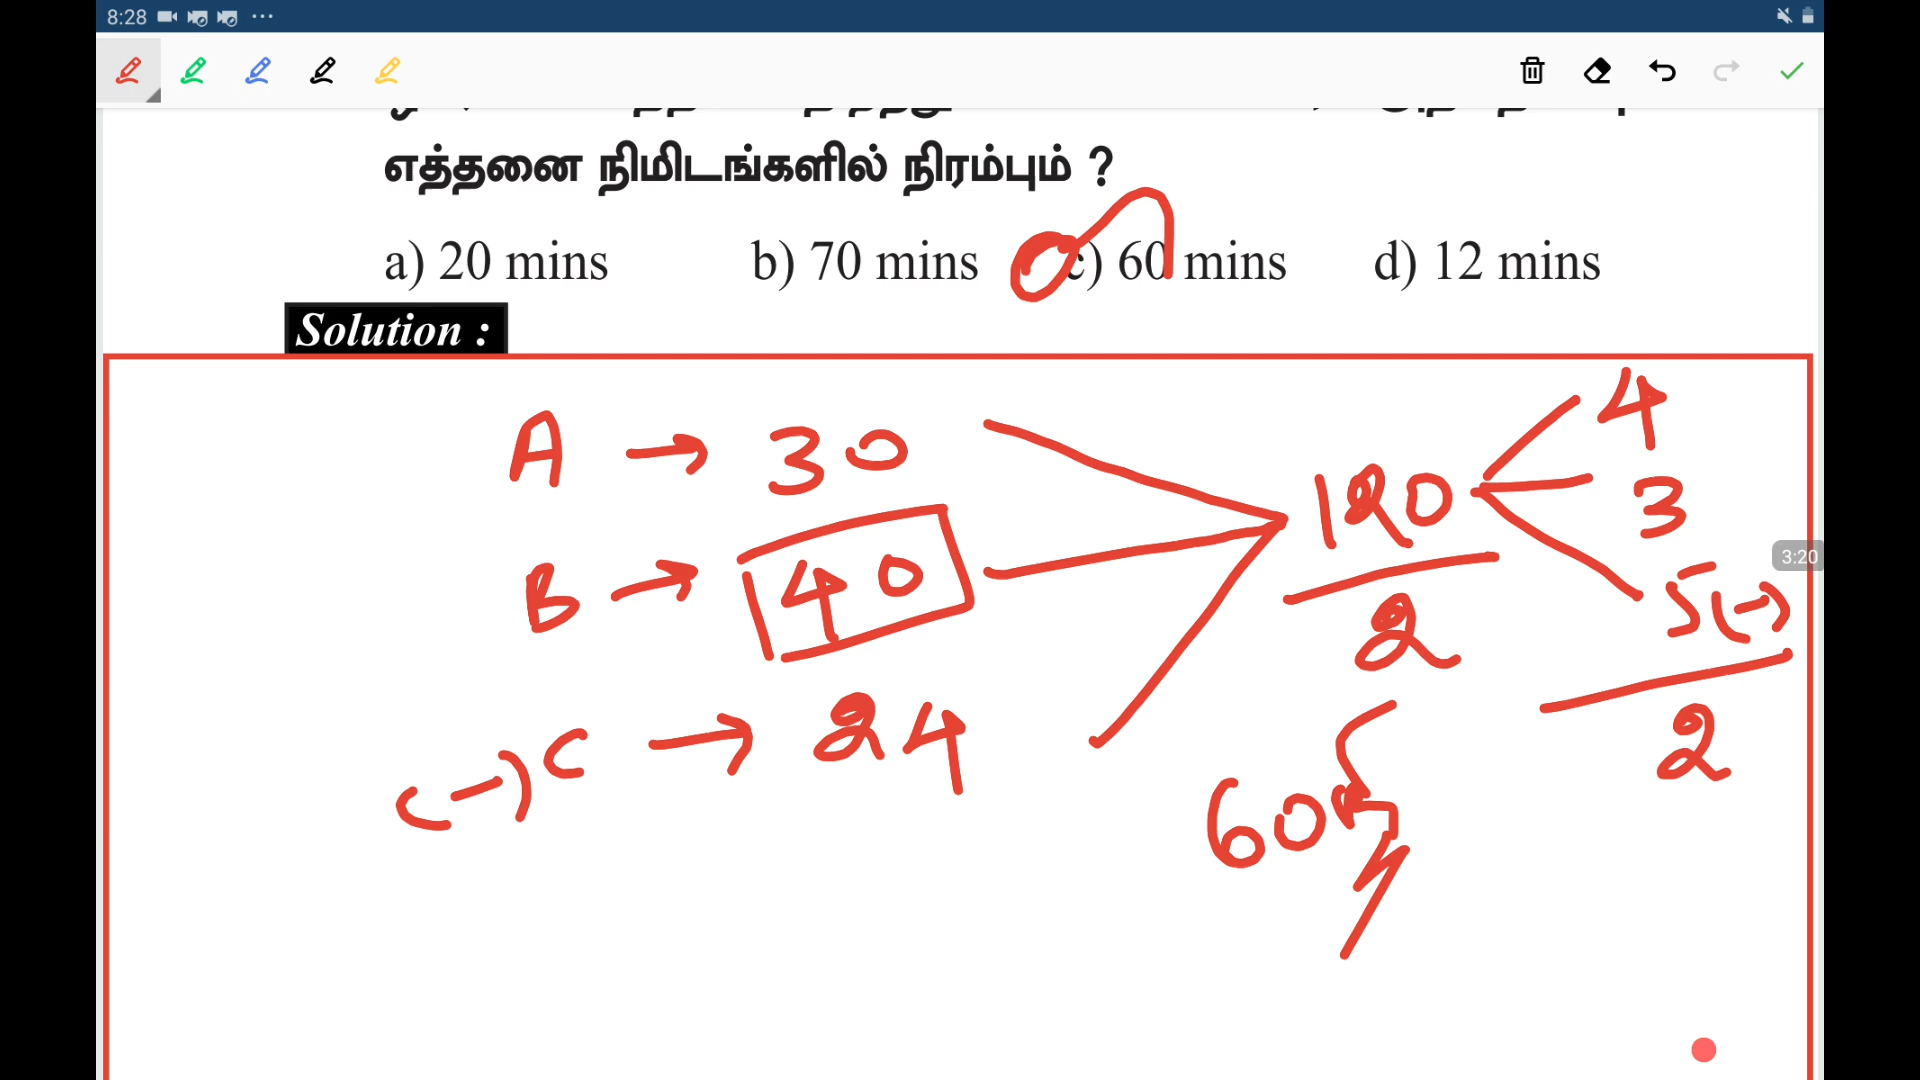 8:28
எத்தனை நிமிடங்களில் நிரம்பும் ?
a) 20 mins b) 70 mins c) 60 mins d) 12 mins
Solution :
A → 30
B → 40
C (-) C → 24
120
2
60
4
3
5 (-)
2
3:20